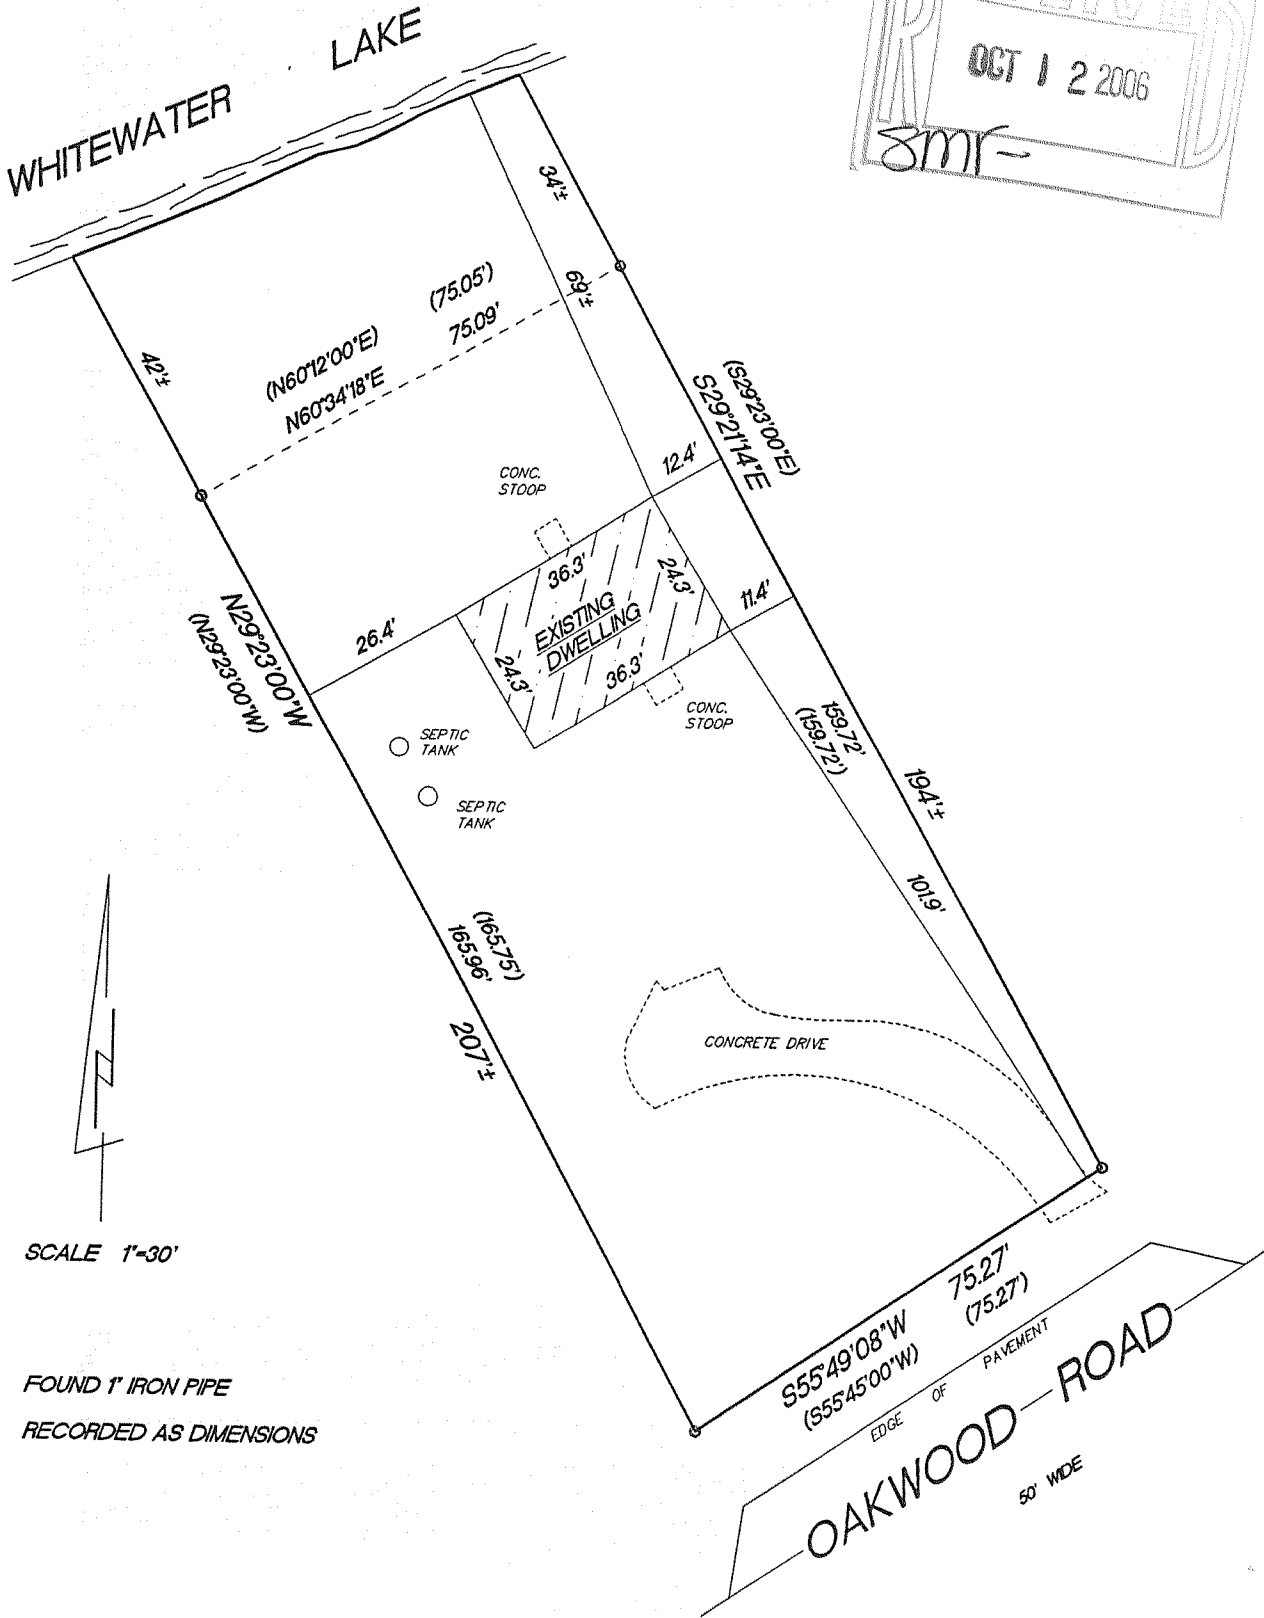 WHITEWATER LAKE
RECEIVED
OCT 12 2006
34'±
69'±
42'±
(75.05')
75.09'
(N60°12'00"E)
N60°34'18"E
(S29°23'00"E)
S29°21'14"E
12.4'
CONC.
STOOP
36.3'
24.3'
11.4'
EXISTING
DWELLING
26.4'
24.3'
36.3'
N29°23'00"W
(N29°23'00"W)
CONC.
STOOP
SEPTIC
TANK
SEPTIC
TANK
159.72'
(159.72')
194'±
101.9'
(165.75')
165.96'
207'±
CONCRETE DRIVE
SCALE 1"=30'
75.27'
(75.27')
S55°49'08"W
(S55°45'00"W)
EDGE OF PAVEMENT
OAKWOOD ROAD
50' WIDE
FOUND 1" IRON PIPE
RECORDED AS DIMENSIONS